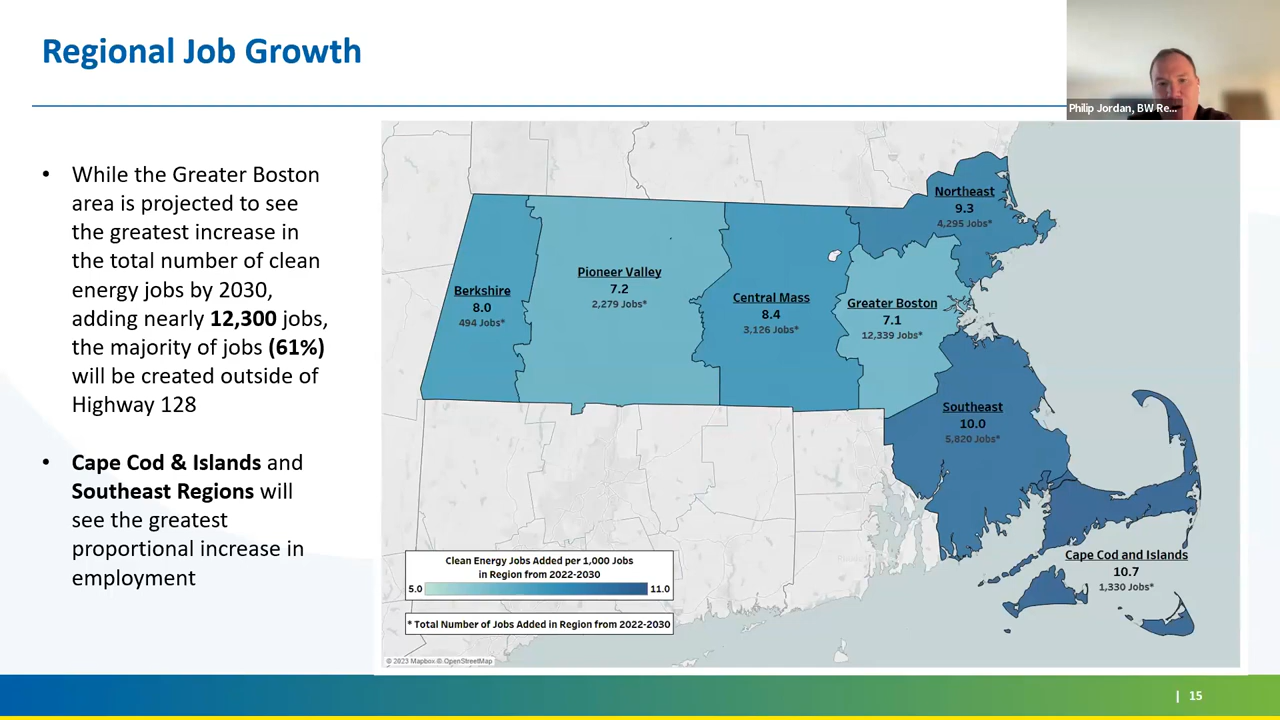 Regional Job Growth
Philip Jordan, BW Re...
• While the Greater Boston
area is projected to see
the greatest increase in
the total number of clean
energy jobs by 2030,
adding nearly 12,300 jobs,
the majority of jobs (61%)
will be created outside of
Highway 128
• Cape Cod & Islands and
Southeast Regions will
see the greatest
proportional increase in
employment
Northeast
9.3
4,295 Jobs*
Pioneer Valley
7.2
2,279 Jobs*
Berkshire
8.0
494 Jobs*
Central Mass
8.4
3,126 Jobs*
Greater Boston
7.1
12,339 Jobs*
Southeast
10.0
5,820 Jobs*
Cape Cod and Islands
10.7
1,330 Jobs*
Clean Energy Jobs Added per 1,000 Jobs
in Region from 2022-2030
5.0 11.0
* Total Number of Jobs Added in Region from 2022-2030
© 2023 Mapbox © OpenStreetMap
| 15